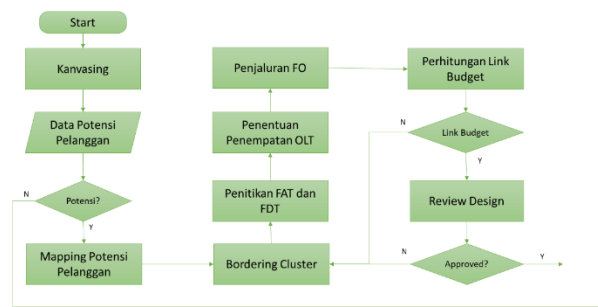 Start
Kanvasing
Data Potensi
Pelanggan
N
Potensi?
Y
Mapping Potensi
Pelanggan
Bordering Cluster
Penitikan FAT dan
FDT
Penentuan
Penempatan OLT
Penjaluran FO
Perhitungan Link
Budget
N
Link Budget
Y
Review Design
N
Approved?
Y